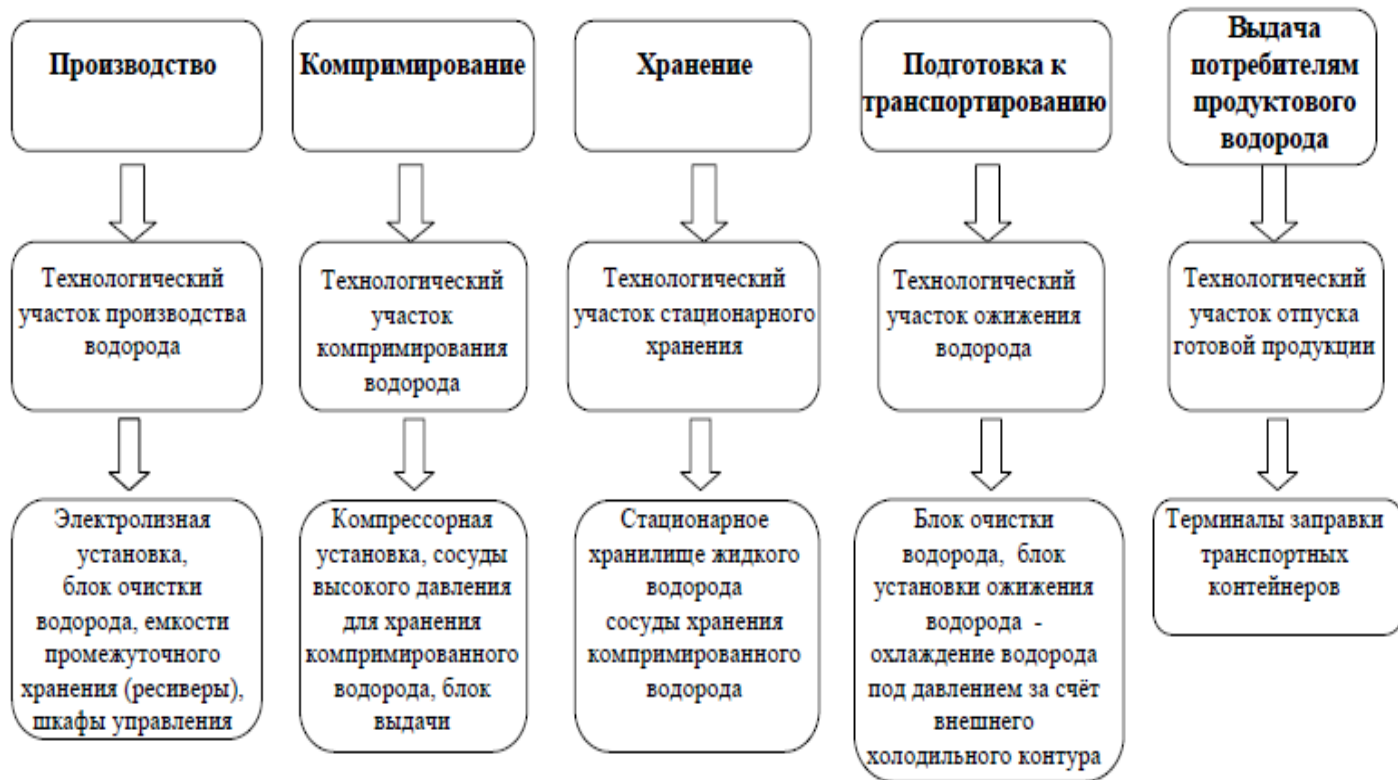 Производство
Компримирование
Хранение
Подготовка к
транспортированию
Выдача
потребителям
продуктового
водорода
Технологический
участок производства
водорода
Технологический
участок
компримирования
водорода
Технологический
участок стационарного
хранения
Технологический
участок ожижения
водорода
Технологический
участок отпуска
готовой продукции
Электролизная
установка,
блок очистки
водорода, емкости
промежуточного
хранения (ресиверы),
шкафы управления
Компрессорная
установка, сосуды
высокого давления
для хранения
компримированного
водорода, блок
выдачи
Стационарное
хранилище жидкого
водорода
сосуды хранения
компримированного
водорода
Блок очистки
водорода, блок
установки ожижения
водорода -
охлаждение водорода
под давлением за счёт
внешнего
холодильного контура
Терминалы заправки
транспортных
контейнеров